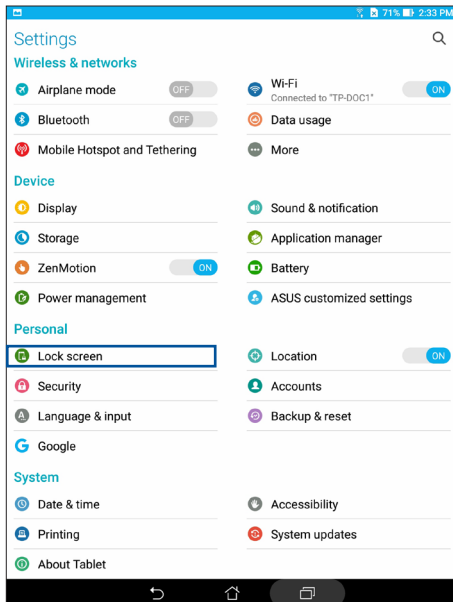 71% 2:33 PM
Settings
Wireless & networks
Airplane mode OFF
Wi-Fi ON
Connected to "TP-DOC1"
Bluetooth OFF
Data usage
Mobile Hotspot and Tethering
More
Device
Display
Sound & notification
Storage
Application manager
ZenMotion ON
Battery
Power management
ASUS customized settings
Personal
Lock screen
Location ON
Security
Accounts
Language & input
Backup & reset
Google
System
Date & time
Accessibility
Printing
System updates
About Tablet